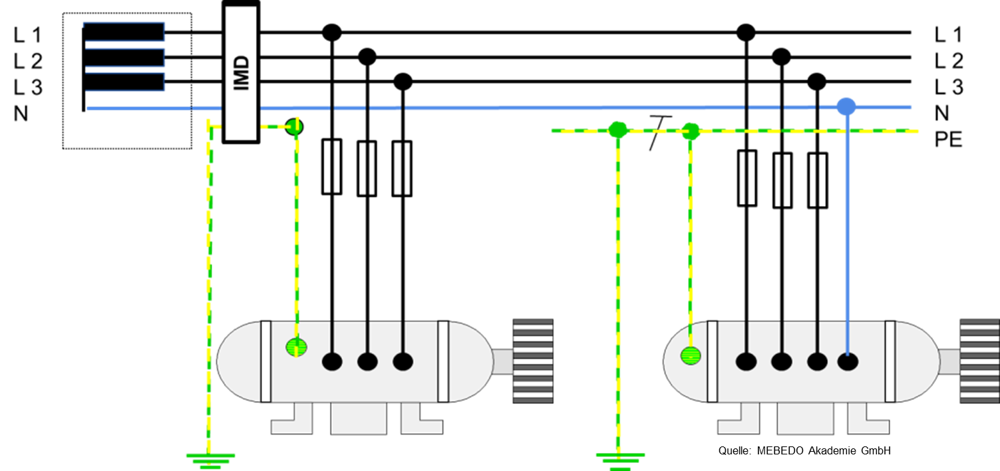 L 1
L 2
L 3
N
IMD
L 1
L 2
L 3
N
PE
Quelle: MEBEDO Akademie GmbH